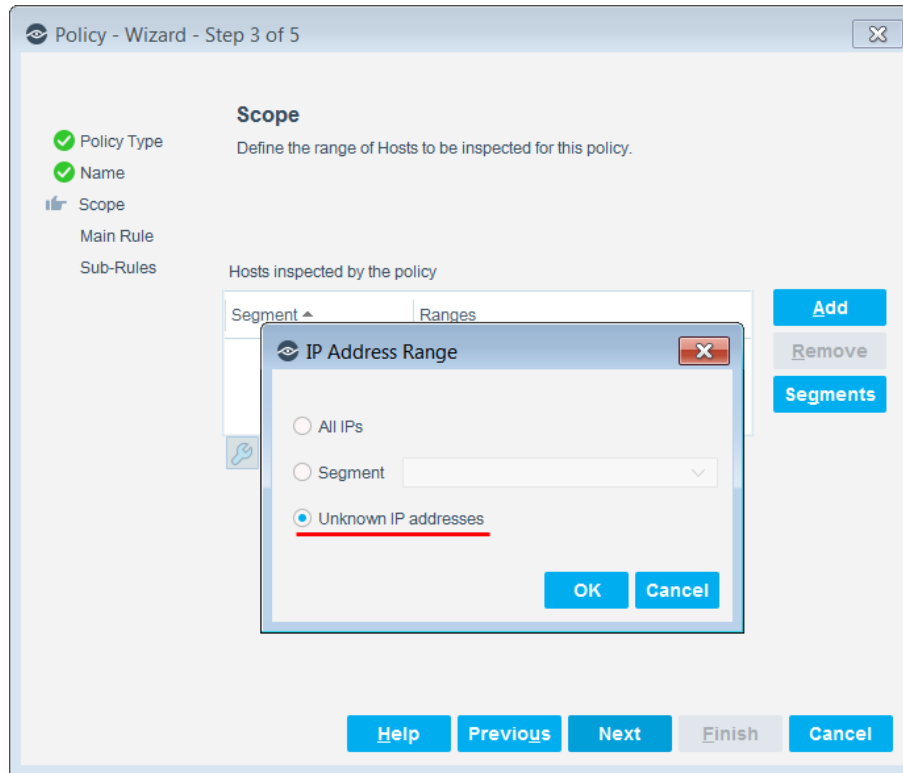 Policy - Wizard - Step 3 of 5
Scope
Policy Type
Define the range of Hosts to be inspected for this policy.
Name
Scope
Main Rule
Sub-Rules
Hosts inspected by the policy
Segment
Ranges
Add
Remove
Segments
IP Address Range
All IPs
Segment
Unknown IP addresses
OK
Cancel
Help
Previous
Next
Finish
Cancel